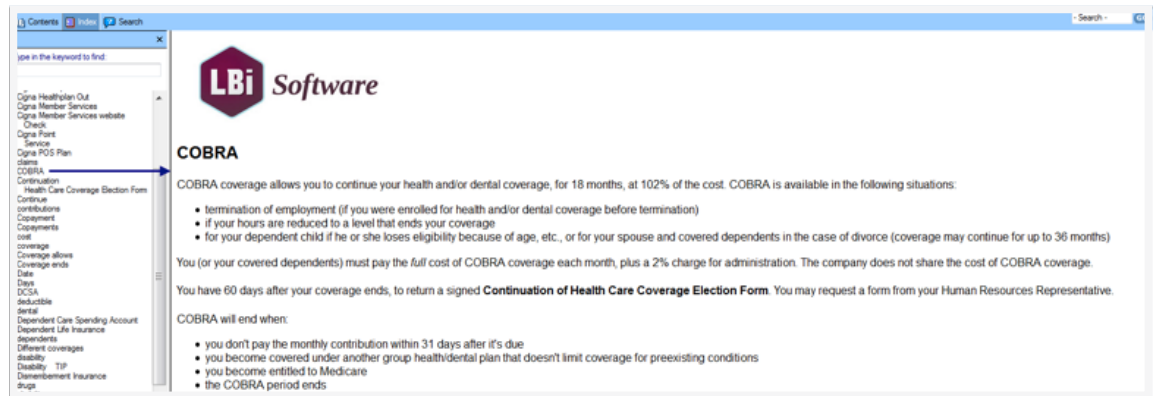 Contents Index Search
- Search -
×
ype in the keyword to find:
Cigna Healthplan Out
Cigna Member Services
Cigna Member Services website
Check
Cigna Point
Service
Cigna POS Plan
claims
COBRA
Continuation
Health Care Coverage Election Form
Continue
contributions
Copayment
Copayments
cost
coverage
Coverage allows
Coverage ends
Date
Days
DCSA
deductible
dental
Dependent Care Spending Account
Dependent Life Insurance
dependents
Different coverages
disability
Disability TIP
Dismemberment Insurance
drugs
LBi Software
COBRA
COBRA coverage allows you to continue your health and/or dental coverage, for 18 months, at 102% of the cost. COBRA is available in the following situations:
• termination of employment (if you were enrolled for health and/or dental coverage before termination)
• if your hours are reduced to a level that ends your coverage
• for your dependent child if he or she loses eligibility because of age, etc., or for your spouse and covered dependents in the case of divorce (coverage may continue for up to 36 months)
You (or your covered dependents) must pay the full cost of COBRA coverage each month, plus a 2% charge for administration. The company does not share the cost of COBRA coverage.
You have 60 days after your coverage ends, to return a signed Continuation of Health Care Coverage Election Form. You may request a form from your Human Resources Representative.
COBRA will end when:
• you don't pay the monthly contribution within 31 days after it's due
• you become covered under another group health/dental plan that doesn't limit coverage for preexisting conditions
• you become entitled to Medicare
• the COBRA period ends